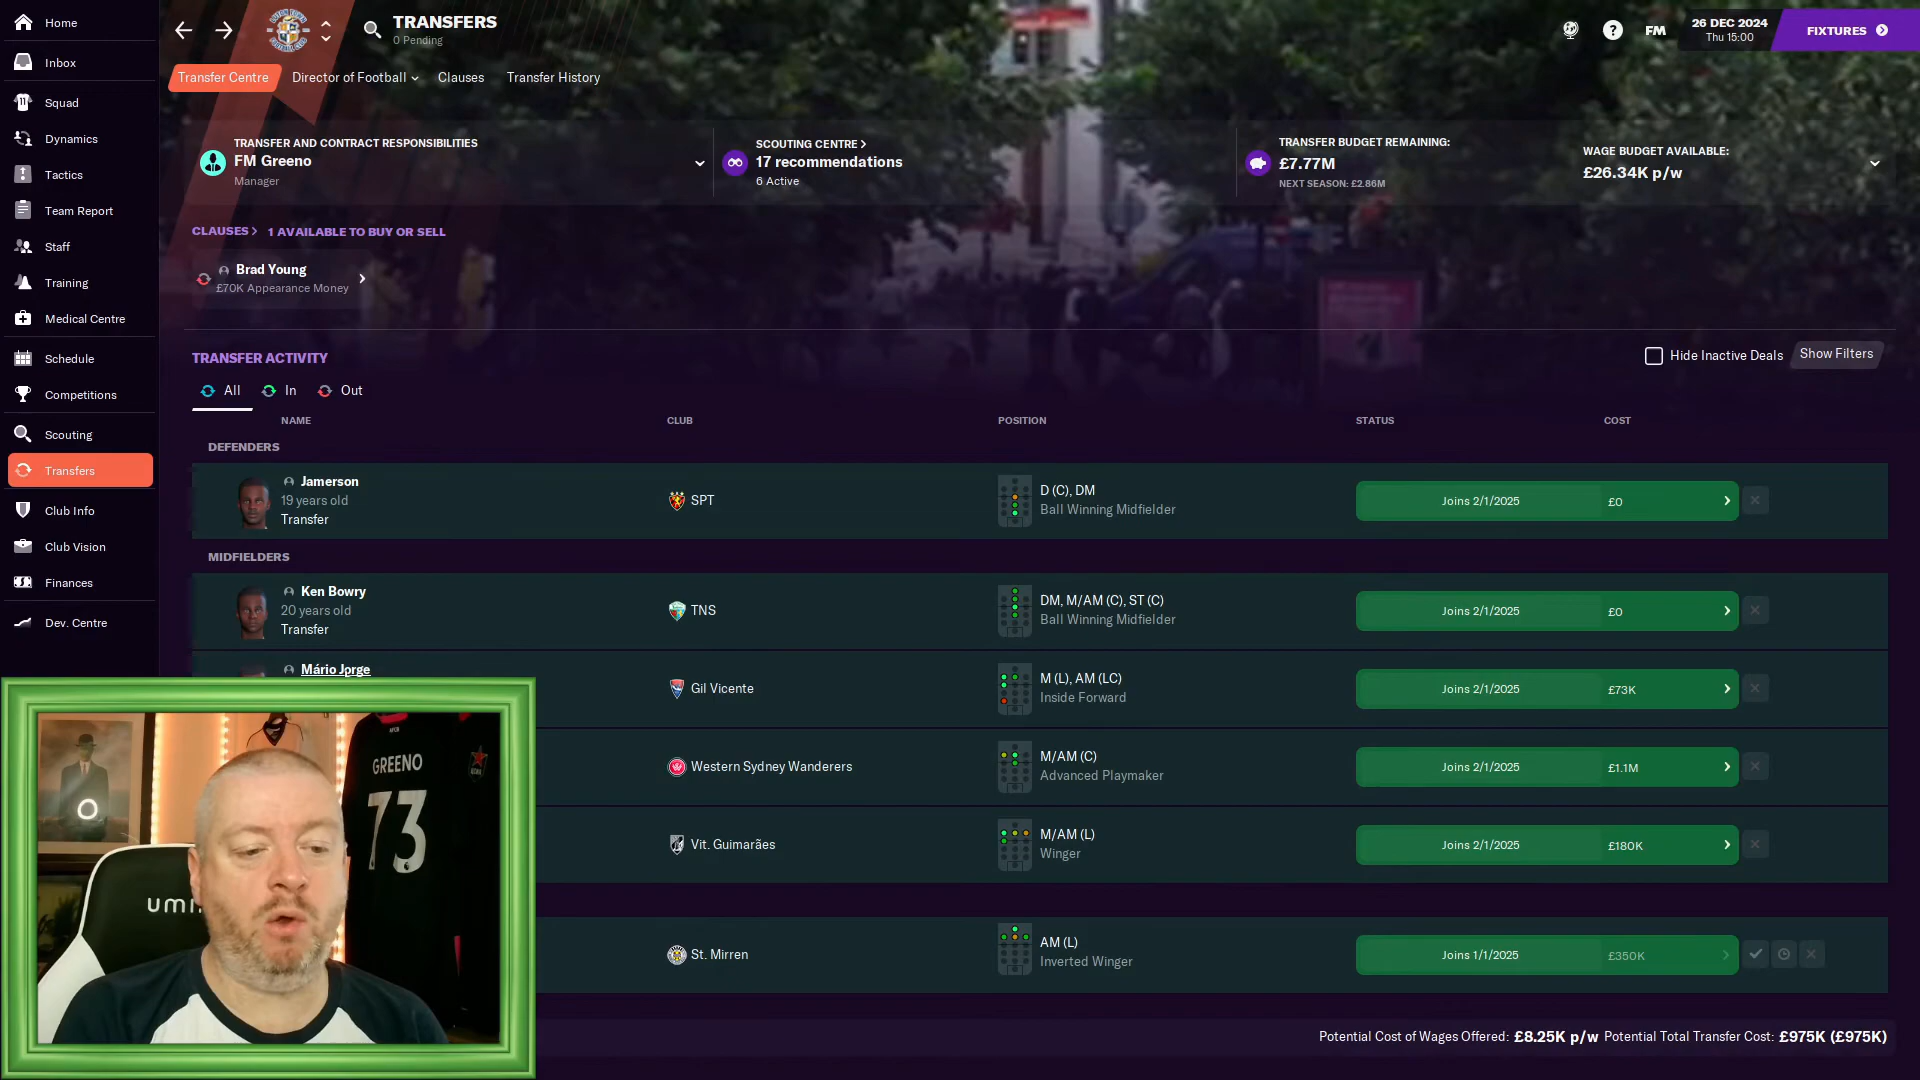 Home
Inbox
Squad
Dynamics
Tactics
Team Report
Staff
Training
Medical Centre
Schedule
Competitions
Scouting
Transfers
Club Info
Club Vision
Finances
Dev. Centre
TRANSFERS
0 Pending
FM
26 DEC 2024
Thu 15:00
FIXTURES
Transfer Centre
Director of Football
Clauses
Transfer History
TRANSFER AND CONTRACT RESPONSIBILITIES
FM Greeno
Manager
SCOUTING CENTRE
17 recommendations
6 Active
TRANSFER BUDGET REMAINING:
£7.77M
NEXT SEASON: £2.86M
WAGE BUDGET AVAILABLE:
£26.34K p/w
CLAUSES 1 AVAILABLE TO BUY OR SELL
Brad Young
£70K Appearance Money
TRANSFER ACTIVITY
Hide Inactive Deals
Show Filters
All
In
Out
NAME CLUB POSITION STATUS COST
DEFENDERS
Jamerson
19 years old
Transfer
SPT
D (C), DM
Ball Winning Midfielder
Joins 2/1/2025 £0
MIDFIELDERS
Ken Bowry
20 years old
Transfer
TNS
DM, M/AM (C), ST (C)
Ball Winning Midfielder
Joins 2/1/2025 £0
Mário Jorge
Gil Vicente
M (L), AM (LC)
Inside Forward
Joins 2/1/2025 £73K
Western Sydney Wanderers
M/AM (C)
Advanced Playmaker
Joins 2/1/2025 £1.1M
Vit. Guimarães
M/AM (L)
Winger
Joins 2/1/2025 £180K
St. Mirren
AM (L)
Inverted Winger
Joins 1/1/2025 £350K
Potential Cost of Wages Offered: £8.25K p/w Potential Total Transfer Cost: £975K (£975K)
GREENO
73